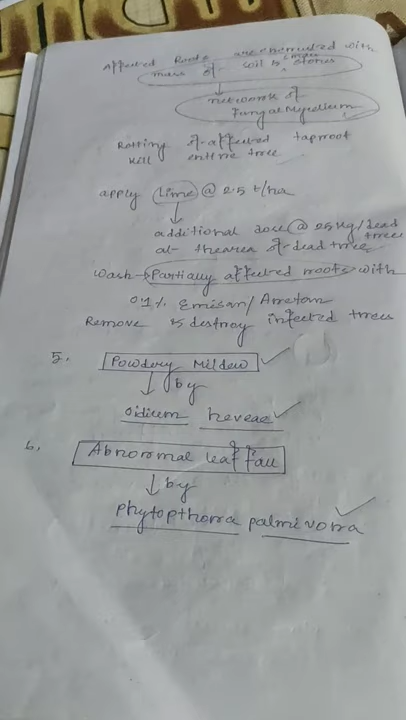 Affected Roots are encrusted with
mass of soil & small stones
network of
Fungal Mycelium
Rotting of affected taproot
kill entire tree
apply Lime @ 2.5 t/ha
additional dose @ 25 kg/dead tree
at the area of dead tree
Wash → Partially affected roots with
0.1% Emisan/Aretan
Remove & destroy infected trees
5. Powdery Mildew
by
oidium heveae
6. Abnormal leaf fall
by
phytopthora palmivora